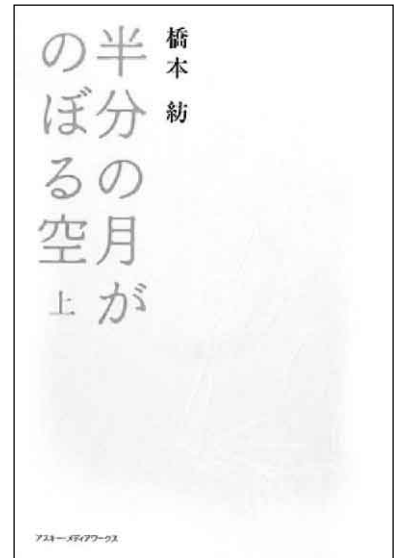 橋本 紡
半分の月が
のぼる空 上
アスキー・メディアワークス